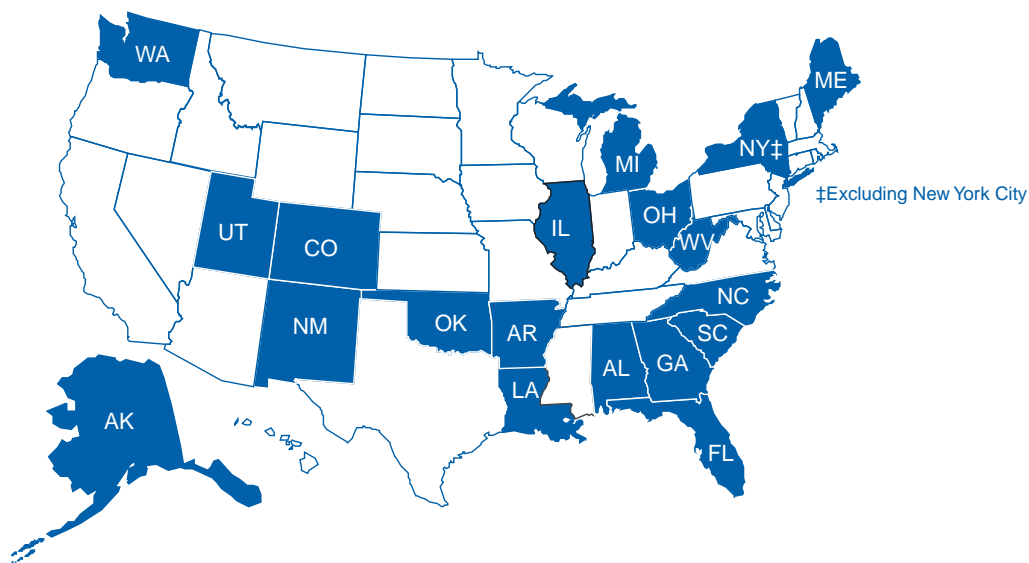 WA
ME
NY‡
MI
‡Excluding New York City
OH
IL
UT
WV
CO
NC
NM
OK
AR
SC
GA
AL
LA
AK
FL